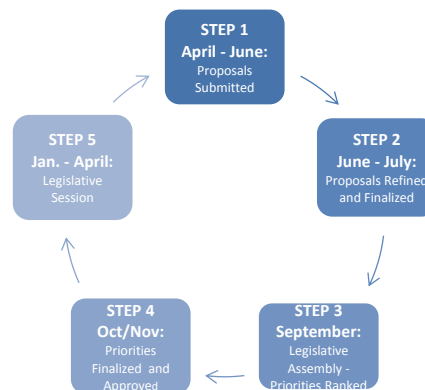 STEP 1
April - June:
Proposals
Submitted
STEP 2
June - July:
Proposals Refined
and Finalized
STEP 3
September:
Legislative
Assembly -
Priorities Ranked
STEP 4
Oct/Nov:
Priorities
Finalized and
Approved
STEP 5
Jan. - April:
Legislative
Session